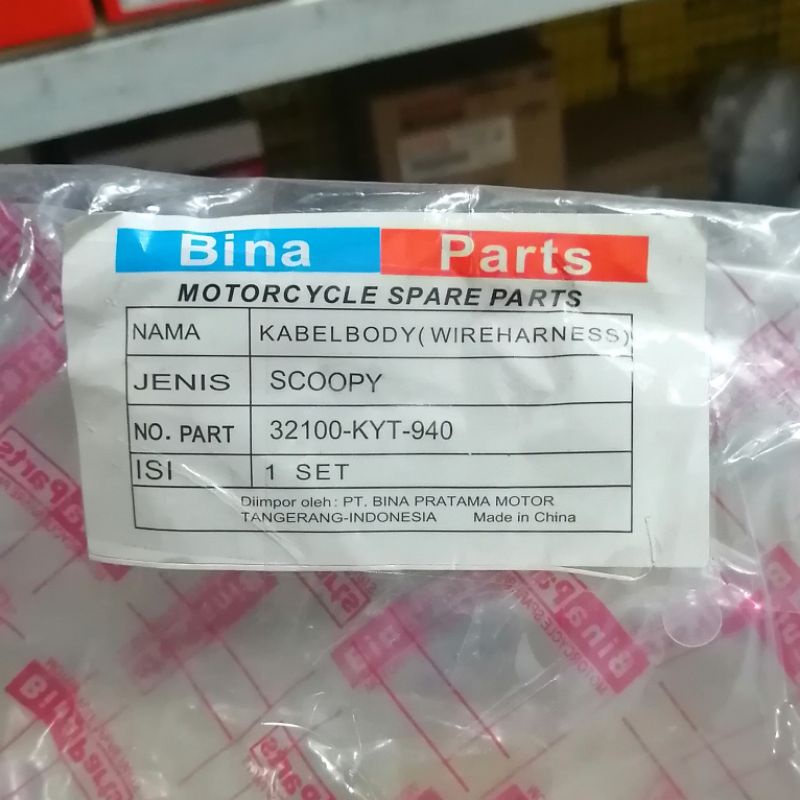 Bina Parts
MOTORCYCLE SPARE PARTS
NAMA KABELBODY(WIREHARNESS)
JENIS SCOOPY
NO. PART 32100-KYT-940
ISI 1 SET
Diimpor oleh : PT. BINA PRATAMA MOTOR
TANGERANG-INDONESIA Made in China
BinaParts